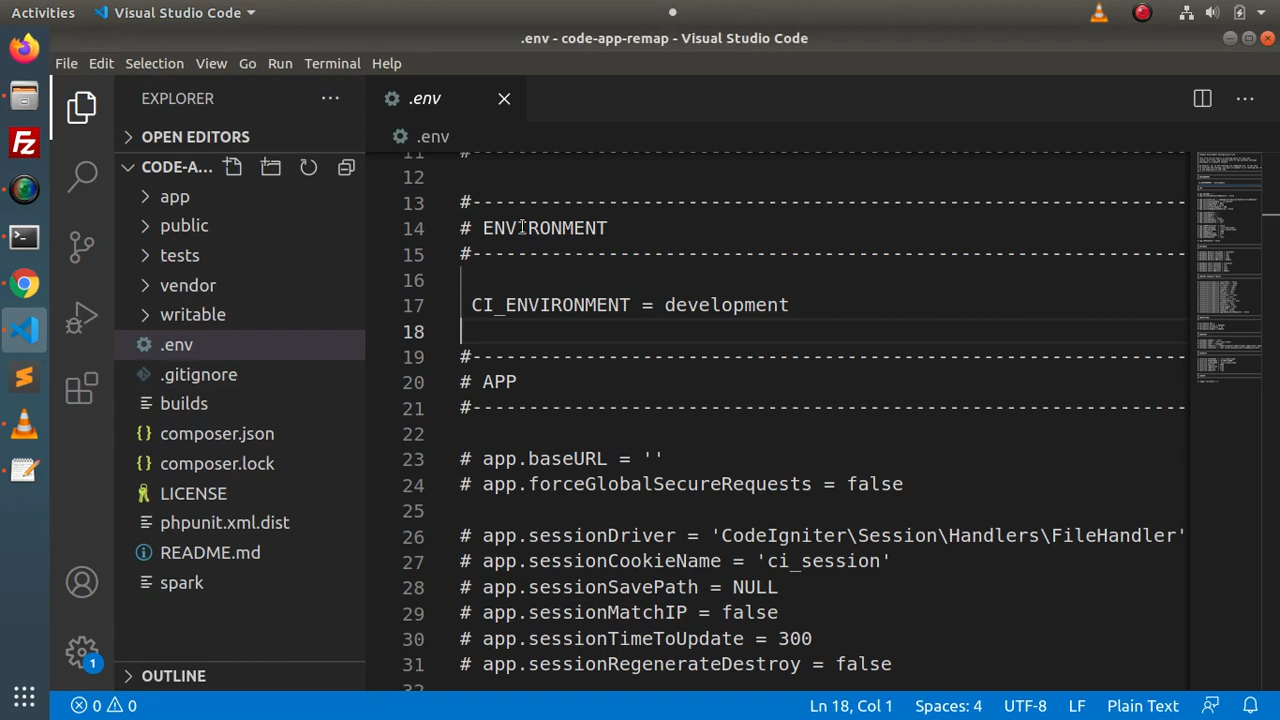 Activities
Visual Studio Code
.env - code-app-remap - Visual Studio Code
File Edit Selection View Go Run Terminal Help
EXPLORER
OPEN EDITORS
CODE-A...
app
public
tests
vendor
writable
.env
.gitignore
builds
composer.json
composer.lock
LICENSE
phpunit.xml.dist
README.md
spark
OUTLINE
.env
.env
11 #-----------------------------------------------------------------
12
13 #-----------------------------------------------------------------
14 # ENVIRONMENT
15 #-----------------------------------------------------------------
16
17 CI_ENVIRONMENT = development
18
19 #-----------------------------------------------------------------
20 # APP
21 #-----------------------------------------------------------------
22
23 # app.baseURL = ''
24 # app.forceGlobalSecureRequests = false
25
26 # app.sessionDriver = 'CodeIgniter\Session\Handlers\FileHandler'
27 # app.sessionCookieName = 'ci_session'
28 # app.sessionSavePath = NULL
29 # app.sessionMatchIP = false
30 # app.sessionTimeToUpdate = 300
31 # app.sessionRegenerateDestroy = false
1
0 0
Ln 18, Col 1 Spaces: 4 UTF-8 LF Plain Text